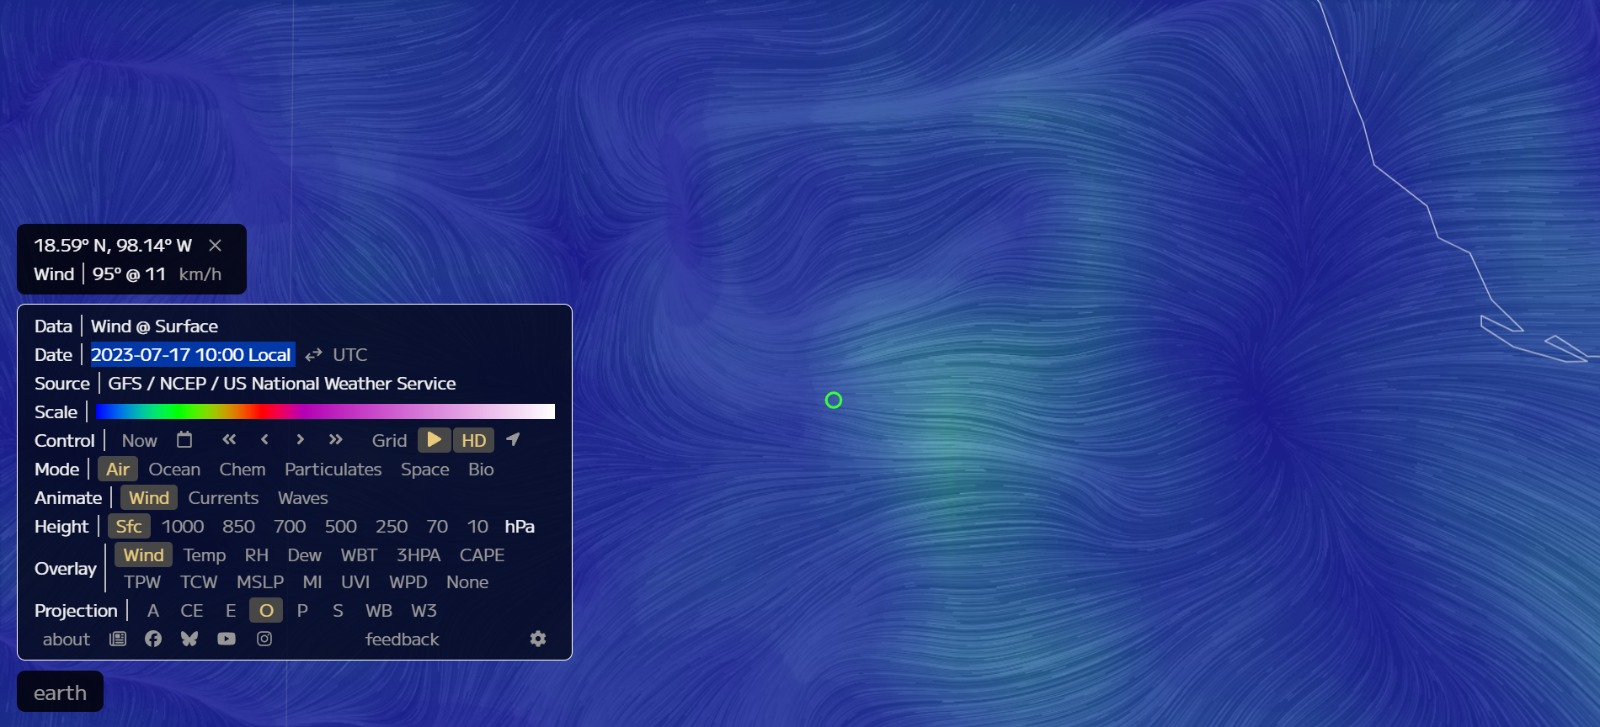 18.59° N, 98.14° W ×
Wind | 95° @ 11 km/h
Data | Wind @ Surface
Date | 2023-07-17 10:00 Local ⇄ UTC
Source | GFS / NCEP / US National Weather Service
Scale |
Control | Now « ‹ › » Grid HD
Mode | Air Ocean Chem Particulates Space Bio
Animate | Wind Currents Waves
Height | Sfc 1000 850 700 500 250 70 10 hPa
Overlay | Wind Temp RH Dew WBT 3HPA CAPE
TPW TCW MSLP MI UVI WPD None
Projection | A CE E O P S WB W3
about feedback
earth